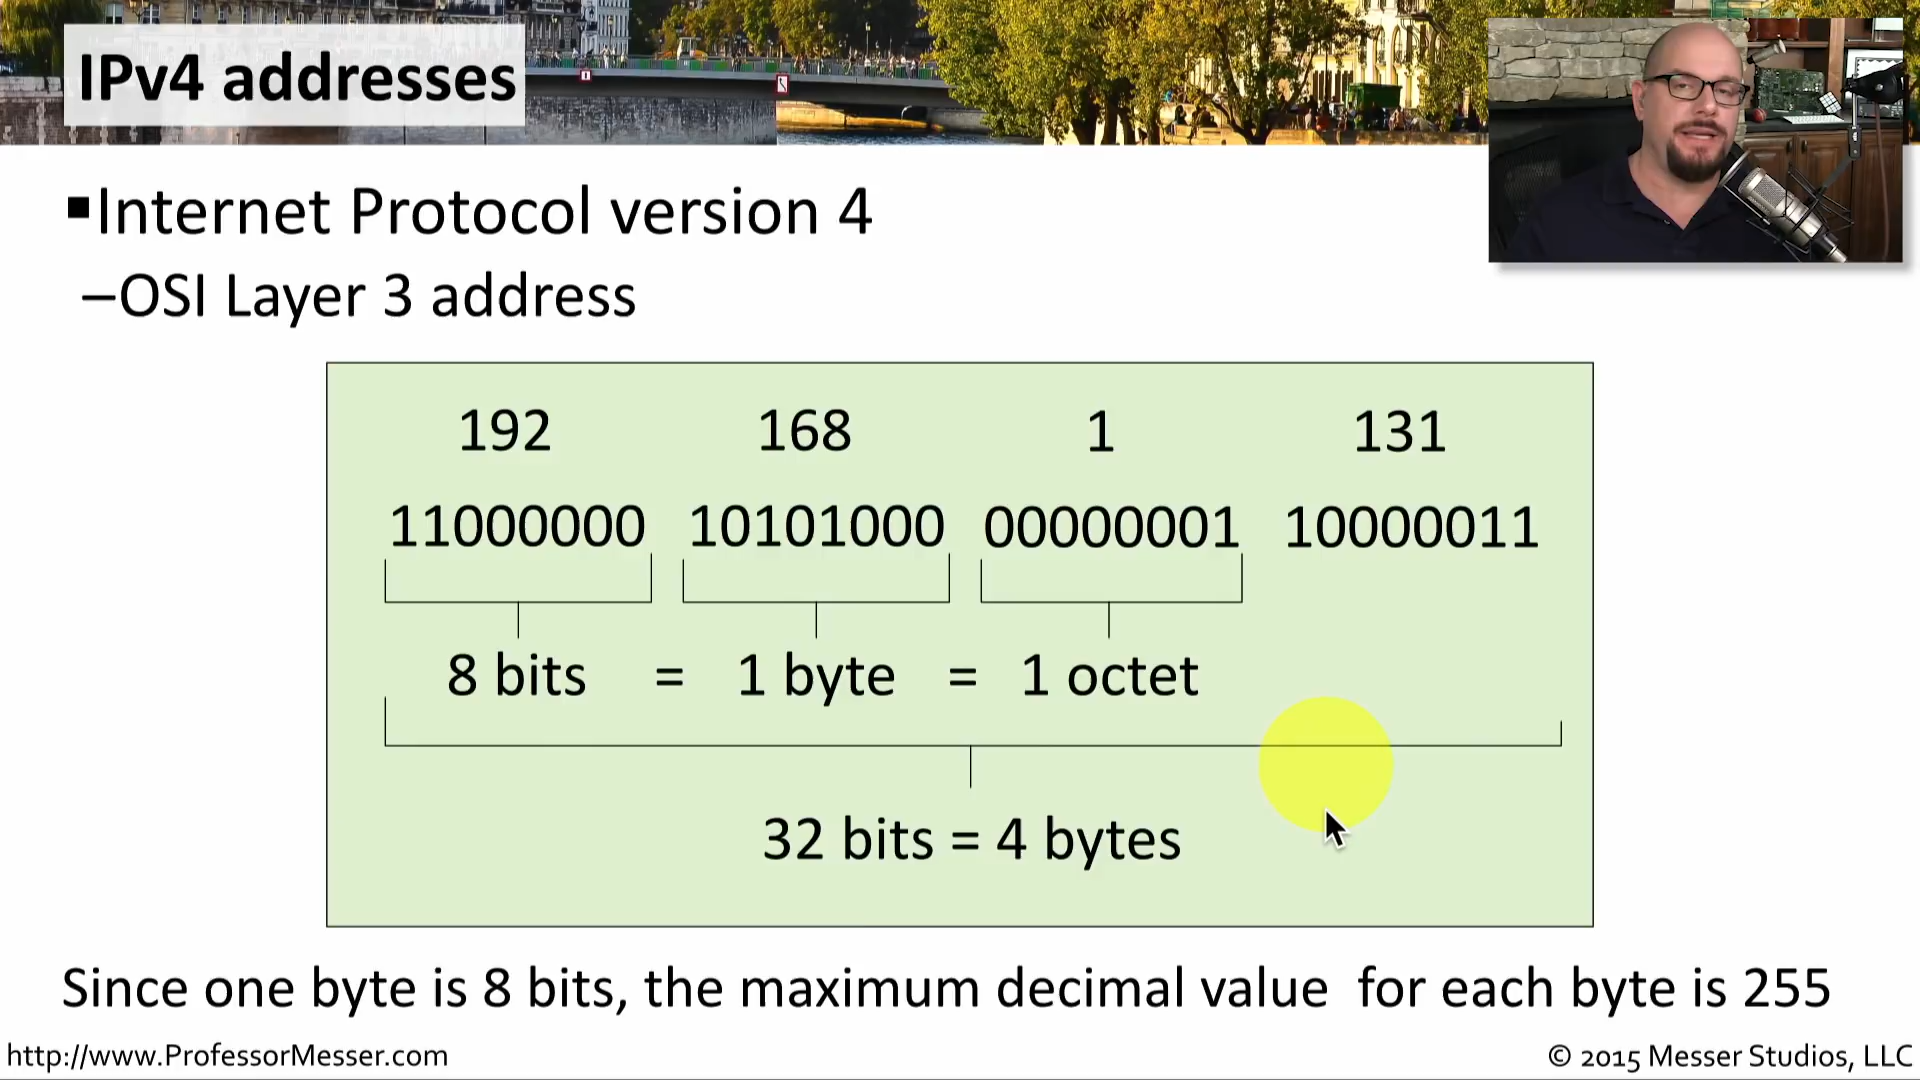 IPv4 addresses
▪Internet Protocol version 4
–OSI Layer 3 address
192 168 1 131
11000000 10101000 00000001 10000011
8 bits = 1 byte = 1 octet
32 bits = 4 bytes
Since one byte is 8 bits, the maximum decimal value  for each byte is 255
http://www.ProfessorMesser.com
© 2015 Messer Studios, LLC